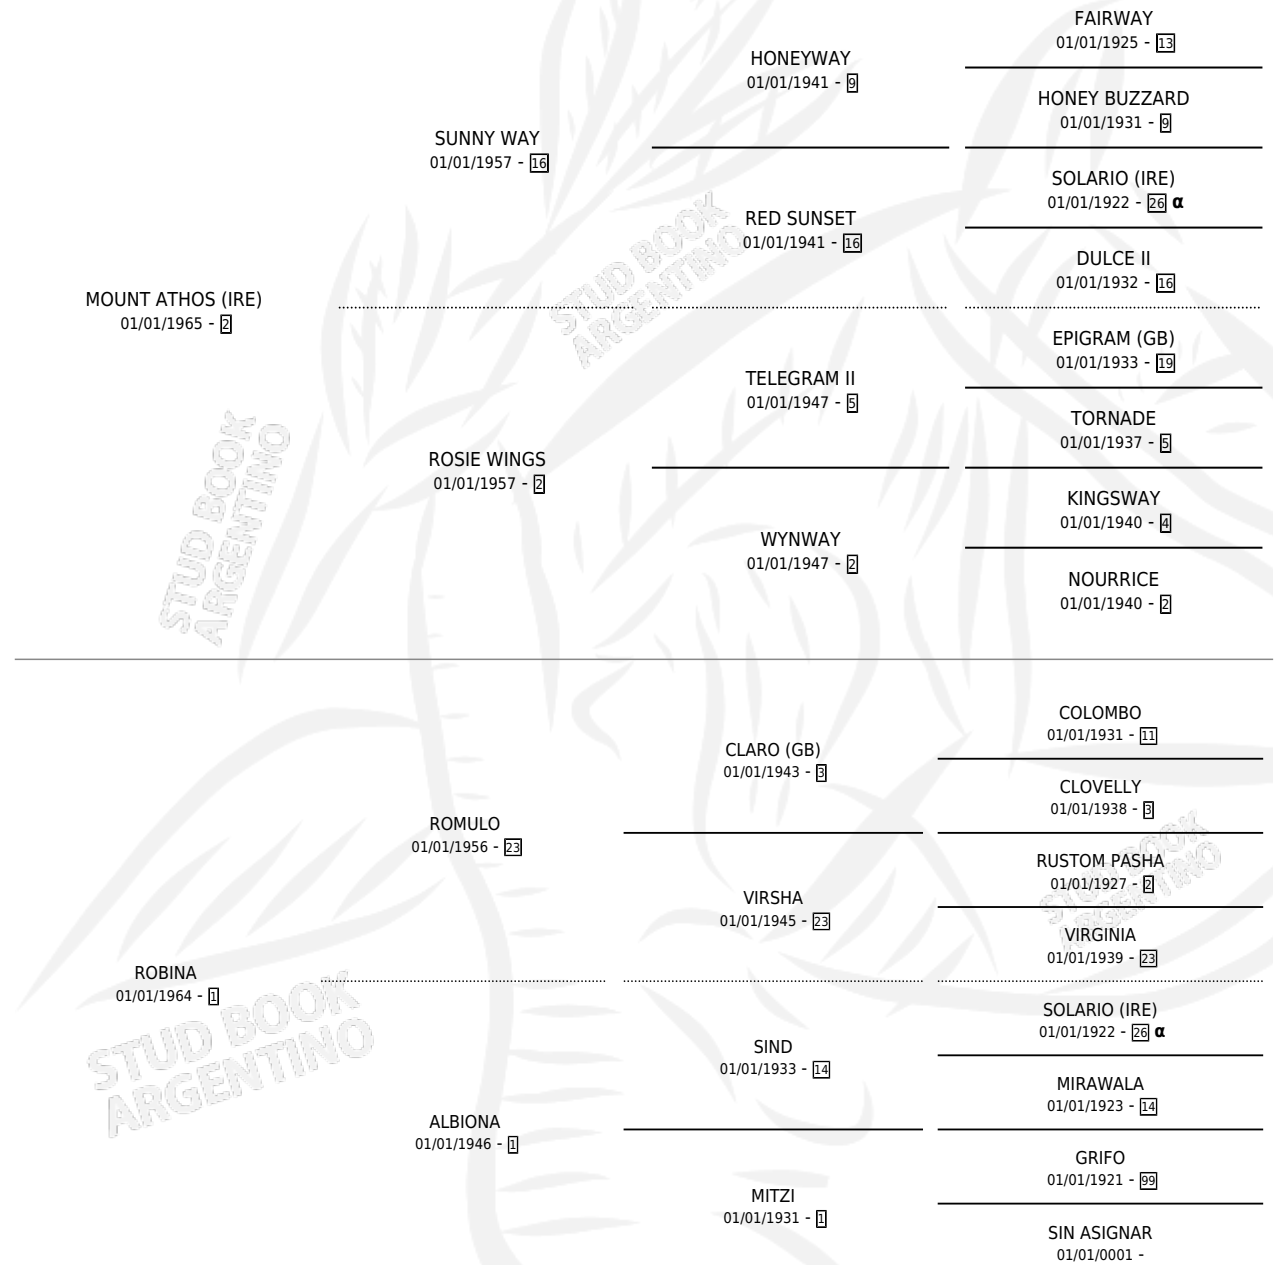 FAIRWAY
01/01/1925 - 13
HONEYWAY
01/01/1941 - 9
HONEY BUZZARD
01/01/1931 - 9
SUNNY WAY
01/01/1957 - 16
SOLARIO (IRE)
01/01/1922 - 26 α
RED SUNSET
01/01/1941 - 16
DULCE II
01/01/1932 - 16
MOUNT ATHOS (IRE)
01/01/1965 - 2
EPIGRAM (GB)
01/01/1933 - 19
TELEGRAM II
01/01/1947 - 5
TORNADE
01/01/1937 - 5
ROSIE WINGS
01/01/1957 - 2
KINGSWAY
01/01/1940 - 4
WYNWAY
01/01/1947 - 2
NOURRICE
01/01/1940 - 2
COLOMBO
01/01/1931 - 11
CLARO (GB)
01/01/1943 - 3
CLOVELLY
01/01/1938 - 3
ROMULO
01/01/1956 - 23
RUSTOM PASHA
01/01/1927 - 2
VIRSHA
01/01/1945 - 23
VIRGINIA
01/01/1939 - 23
ROBINA
01/01/1964 - 1
SOLARIO (IRE)
01/01/1922 - 26 α
SIND
01/01/1933 - 14
MIRAWALA
01/01/1923 - 14
ALBIONA
01/01/1946 - 1
GRIFO
01/01/1921 - 99
MITZI
01/01/1931 - 1
SIN ASIGNAR
01/01/0001 -
STUD BOOK
ARGENTINO
STUD BOOK
ARGENTINO
STUD BOOK
ARGENTINO
STUD BOOK
ARGENTINO